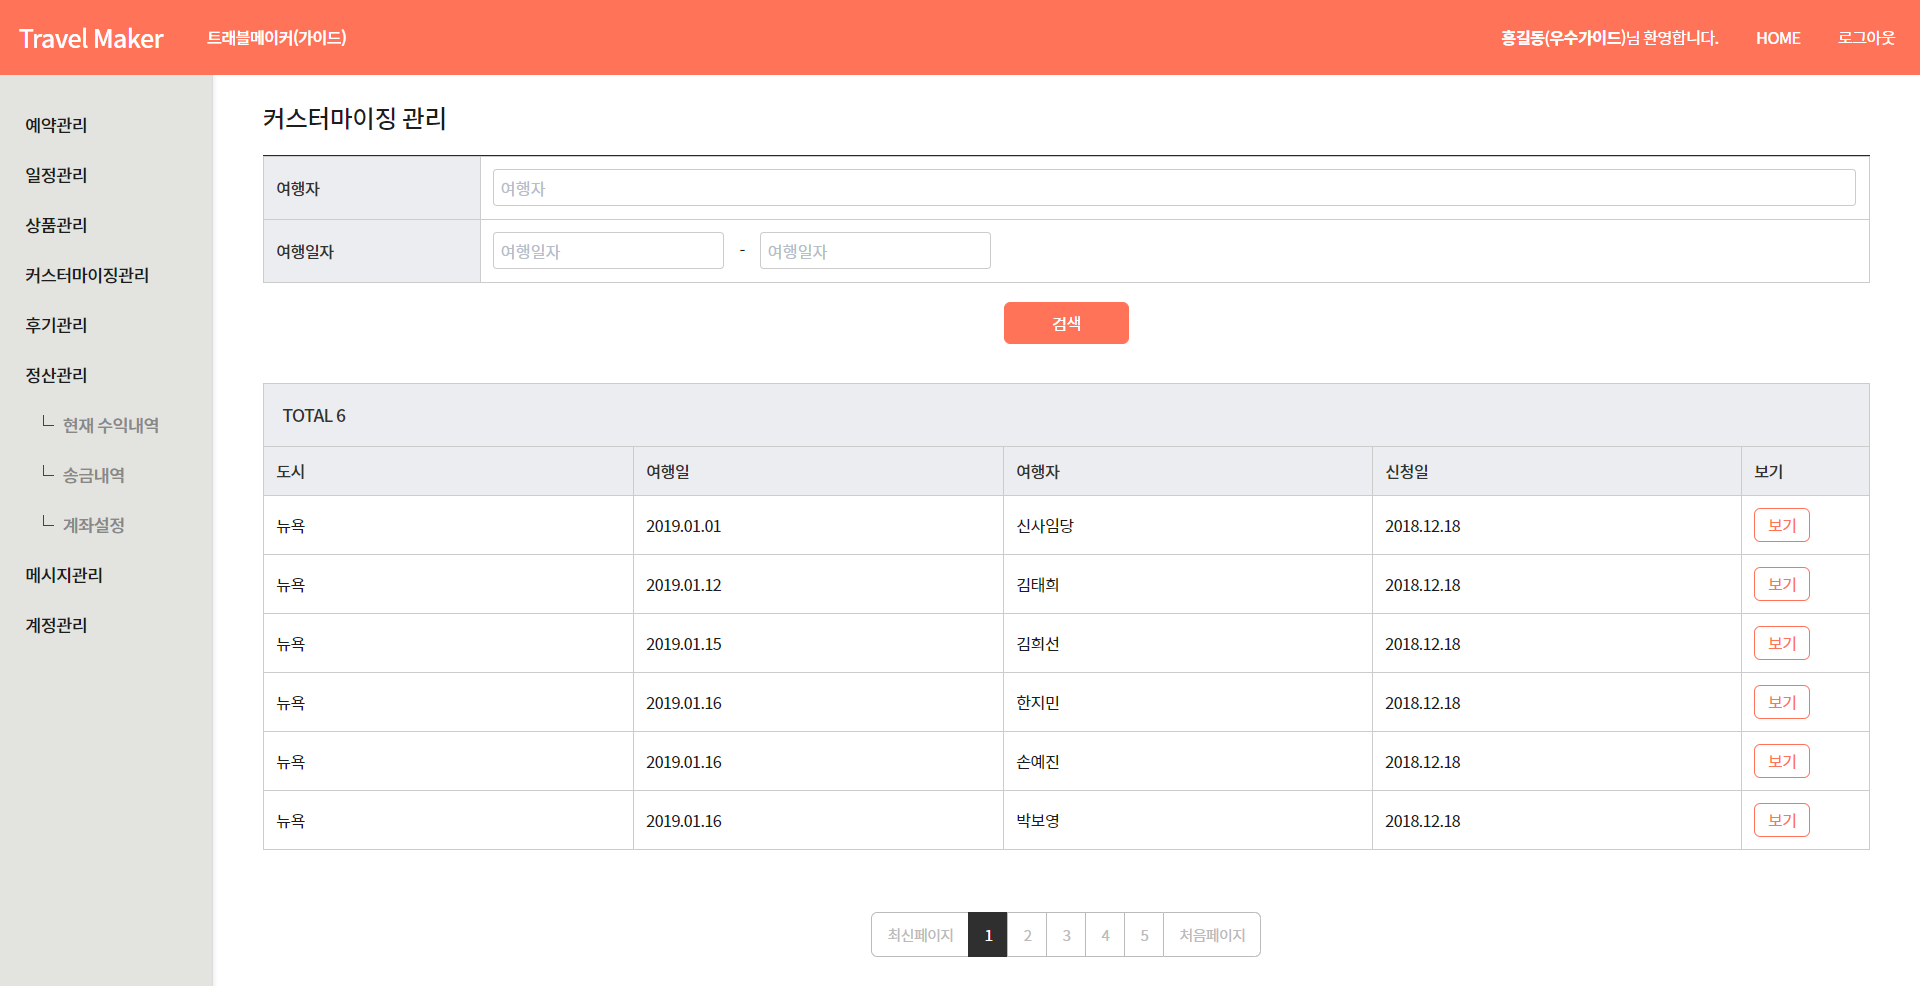 Travel Maker 트래블메이커(가이드) 홍길동(우수가이드)님 환영합니다. HOME 로그아웃
예약관리
일정관리
상품관리
커스터마이징관리
후기관리
정산관리
현재 수익내역
송금내역
계좌설정
메시지관리
계정관리
커스터마이징 관리
여행자 여행자
여행일자 여행일자 - 여행일자
검색
TOTAL 6
도시 여행일 여행자 신청일 보기
뉴욕 2019.01.01 신사임당 2018.12.18 보기
뉴욕 2019.01.12 김태희 2018.12.18 보기
뉴욕 2019.01.15 김희선 2018.12.18 보기
뉴욕 2019.01.16 한지민 2018.12.18 보기
뉴욕 2019.01.16 손예진 2018.12.18 보기
뉴욕 2019.01.16 박보영 2018.12.18 보기
최신페이지 1 2 3 4 5 처음페이지